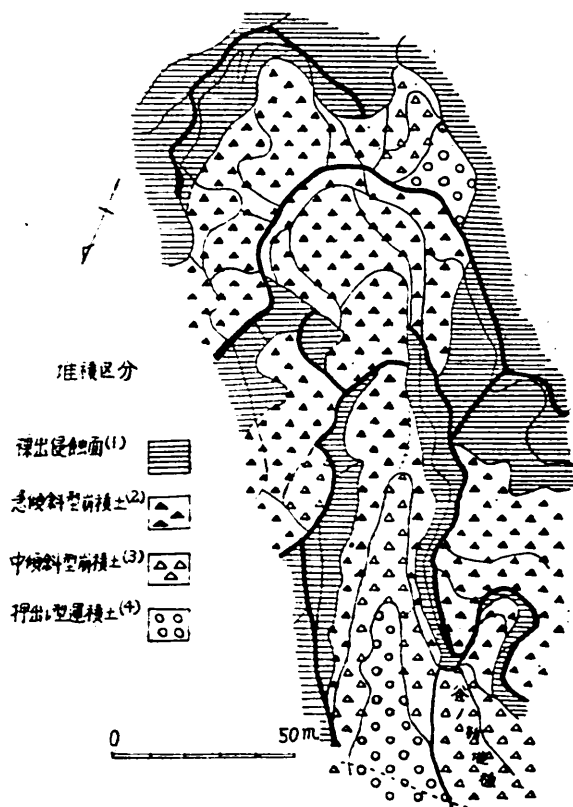 堆積区分
裸出侵蝕面(1)
急傾斜型崩積土(2)
中傾斜型崩積土(3)
押出し型運積土(4)
0 50m